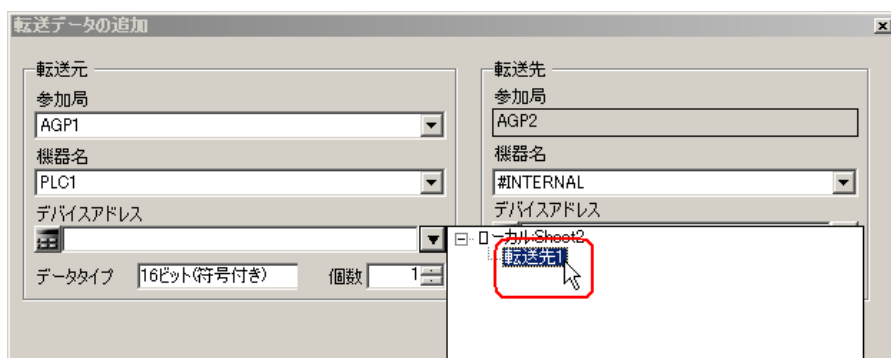 転送データの追加
転送元
参加局
AGP1
機器名
PLC1
デバイスアドレス
データタイプ 16ビット(符号付き) 個数 1
転送先
参加局
AGP2
機器名
#INTERNAL
デバイスアドレス
ローカル:Sheet2
転送先1